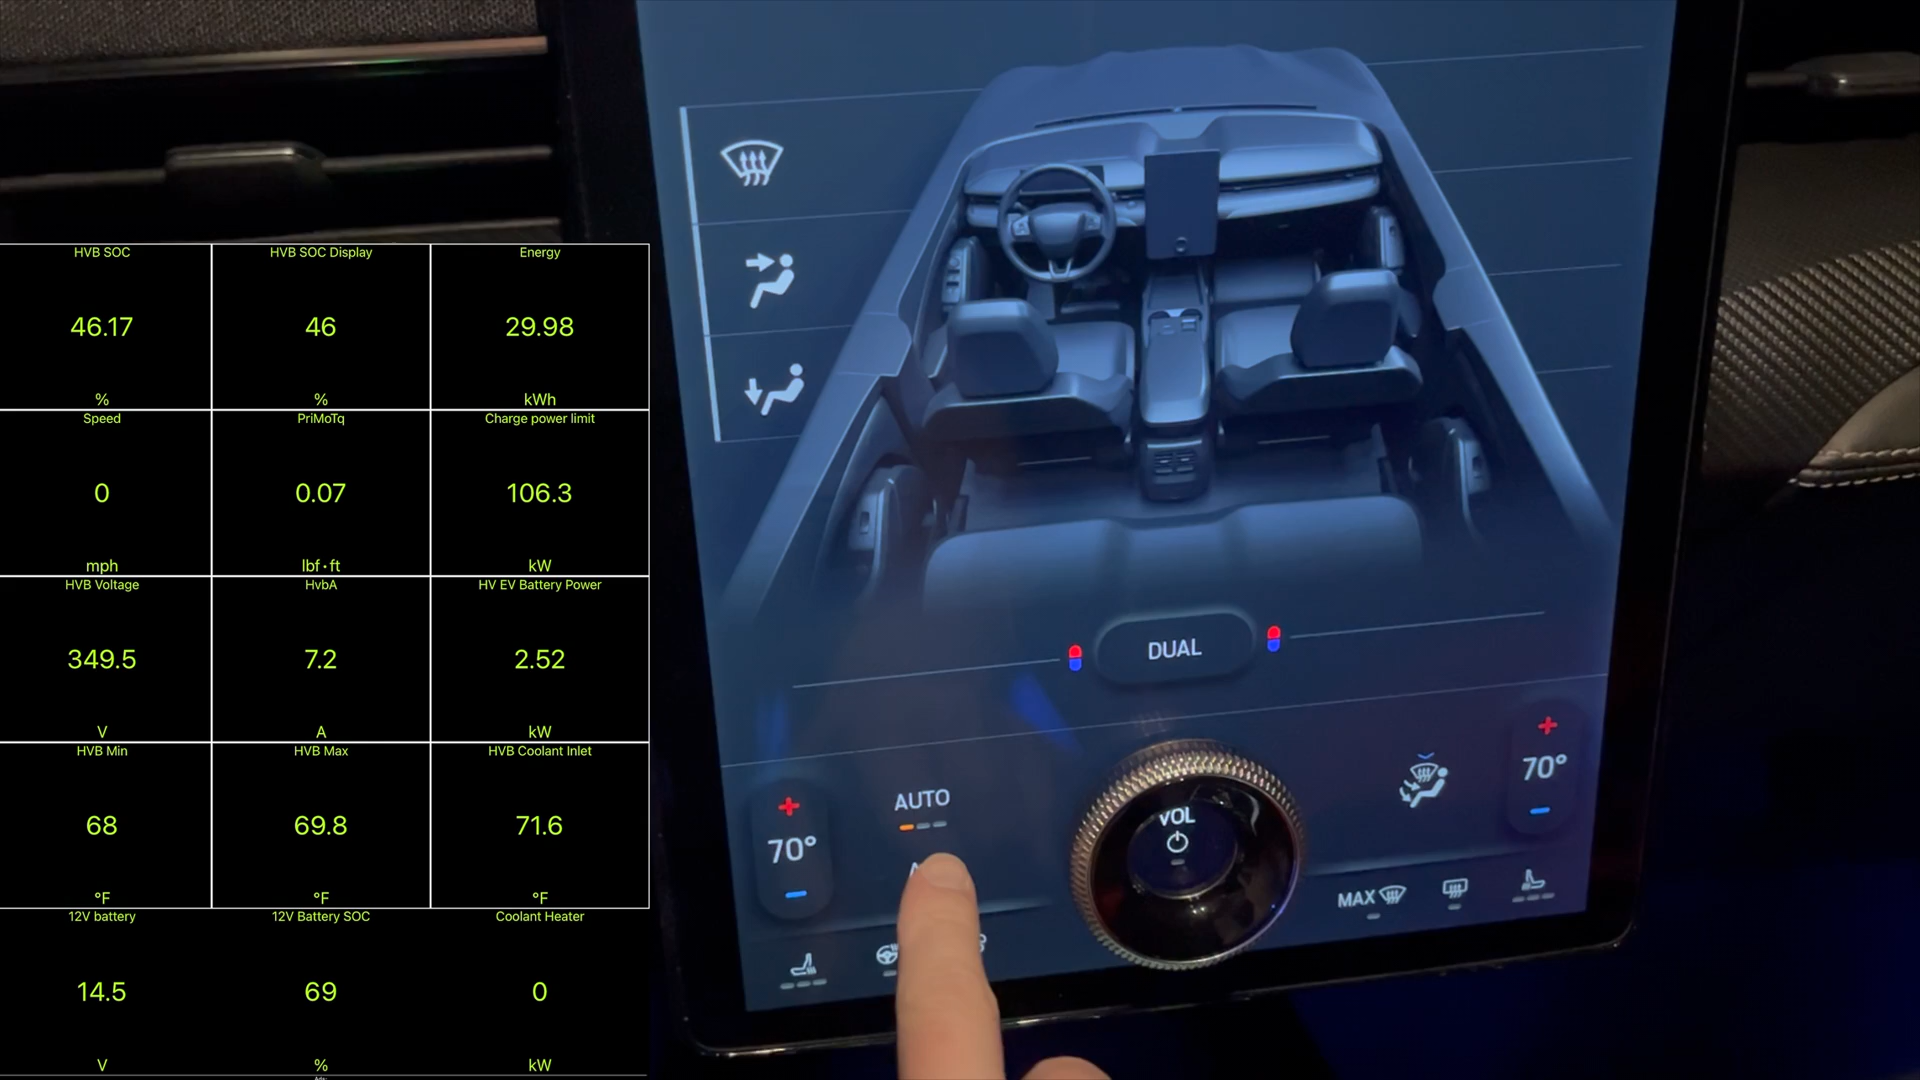 HVB SOC
HVB SOC Display
Energy
46.17
46
29.98
%
%
kWh
Speed
PriMoTq
Charge power limit
0
0.07
106.3
mph
lbf·ft
kW
HVB Voltage
HvbA
HV EV Battery Power
349.5
7.2
2.52
V
A
kW
HVB Min
HVB Max
HVB Coolant Inlet
68
69.8
71.6
°F
°F
°F
12V battery
12V Battery SOC
Coolant Heater
14.5
69
0
V
%
kW
DUAL
+
70°
AUTO
VOL
+
70°
MAX